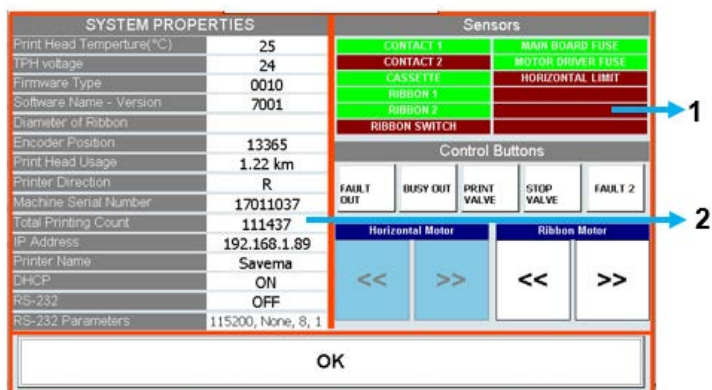 SYSTEM PROPERTIES
Print Head Temperture(°C) 25
TPH voltage 24
Firmware Type 0010
Software Name - Version 7001
Diameter of Ribbon
Encoder Position 13365
Print Head Usage 1.22 km
Printer Direction R
Machine Serial Number 17011037
Total Printing Count 111437
IP Address 192.168.1.89
Printer Name Savema
DHCP ON
RS-232 OFF
RS-232 Parameters 115200, None, 8, 1
Sensors
CONTACT 1 MAIN BOARD FUSE
CONTACT 2 MOTOR DRIVER FUSE
CASSETTE HORIZONTAL LIMIT
RIBBON 1
RIBBON 2
RIBBON SWITCH
1
Control Buttons
FAULT OUT
BUSY OUT
PRINT VALVE
STOP VALVE
FAULT 2
2
Horizontal Motor Ribbon Motor
<< >> << >>
OK